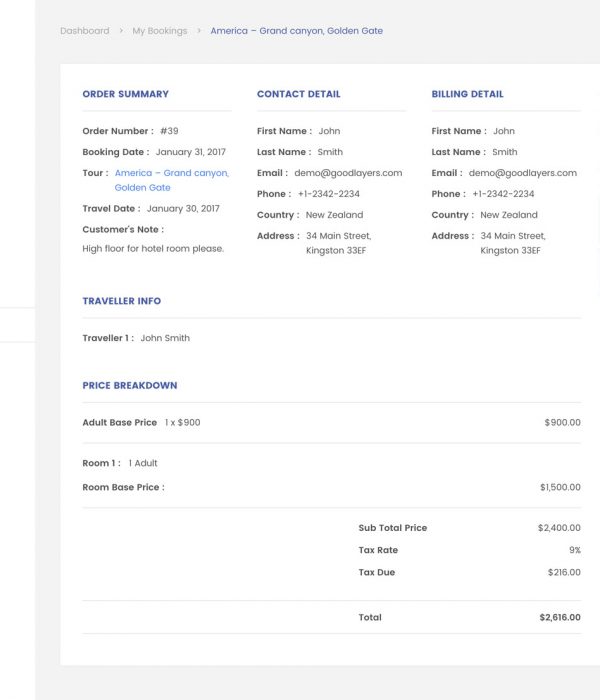 Dashboard > My Bookings > America – Grand canyon, Golden Gate
ORDER SUMMARY
Order Number : #39
Booking Date : January 31, 2017
Tour : America – Grand canyon,
Golden Gate
Travel Date : January 30, 2017
Customer's Note :
High floor for hotel room please.
CONTACT DETAIL
First Name : John
Last Name : Smith
Email : demo@goodlayers.com
Phone : +1-2342-2234
Country : New Zealand
Address : 34 Main Street,
Kingston 33EF
BILLING DETAIL
First Name : John
Last Name : Smith
Email : demo@goodlayers.com
Phone : +1-2342-2234
Country : New Zealand
Address : 34 Main Street,
Kingston 33EF
TRAVELLER INFO
Traveller 1 : John Smith
PRICE BREAKDOWN
Adult Base Price 1 x $900 $900.00
Room 1 : 1 Adult
Room Base Price : $1,500.00
Sub Total Price $2,400.00
Tax Rate 9%
Tax Due $216.00
Total $2,616.00